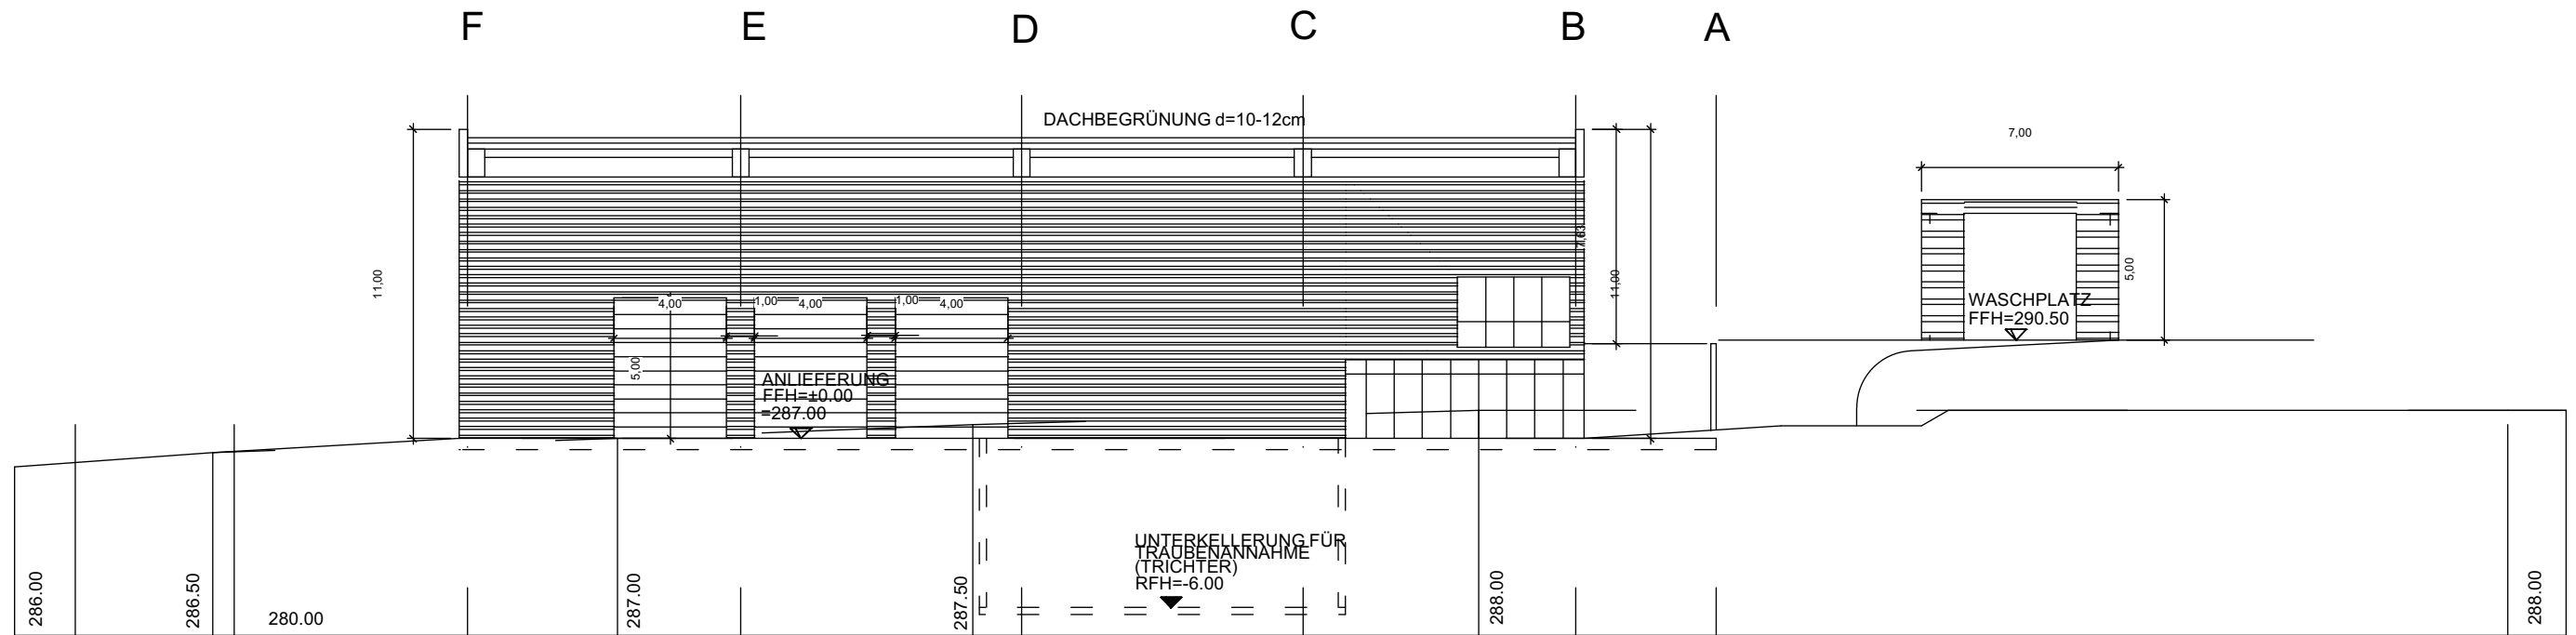 F E D C B A
DACHBEGRÜNUNG d=10-12cm
7,00
11,00
7,63
11,00
5,00
4,00 1,00 4,00 1,00 4,00
5,00
WASCHPLATZ
FFH=290.50
ANLIEFERUNG
FFH=±0.00
=287.00
UNTERKELLERUNG FÜR
TRAUBENANNAHME
(TRICHTER)
RFH=-6.00
286.00
286.50
280.00
287.00
287.50
288.00
288.00